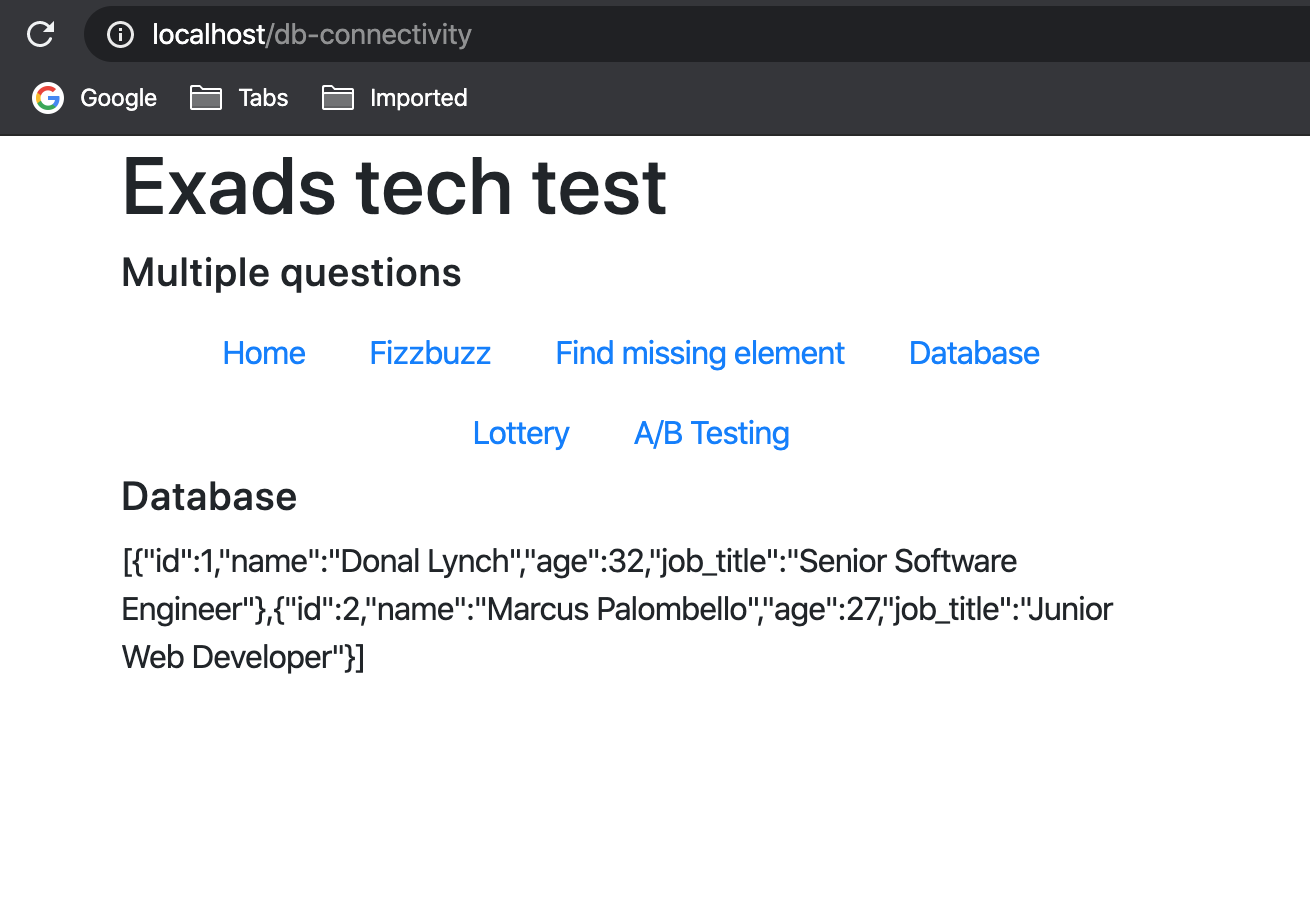 localhost/db-connectivity
Google Tabs Imported
Exads tech test
Multiple questions
Home Fizzbuzz Find missing element Database
Lottery A/B Testing
Database
[{"id":1,"name":"Donal Lynch","age":32,"job_title":"Senior Software
Engineer"},{"id":2,"name":"Marcus Palombello","age":27,"job_title":"Junior
Web Developer"}]